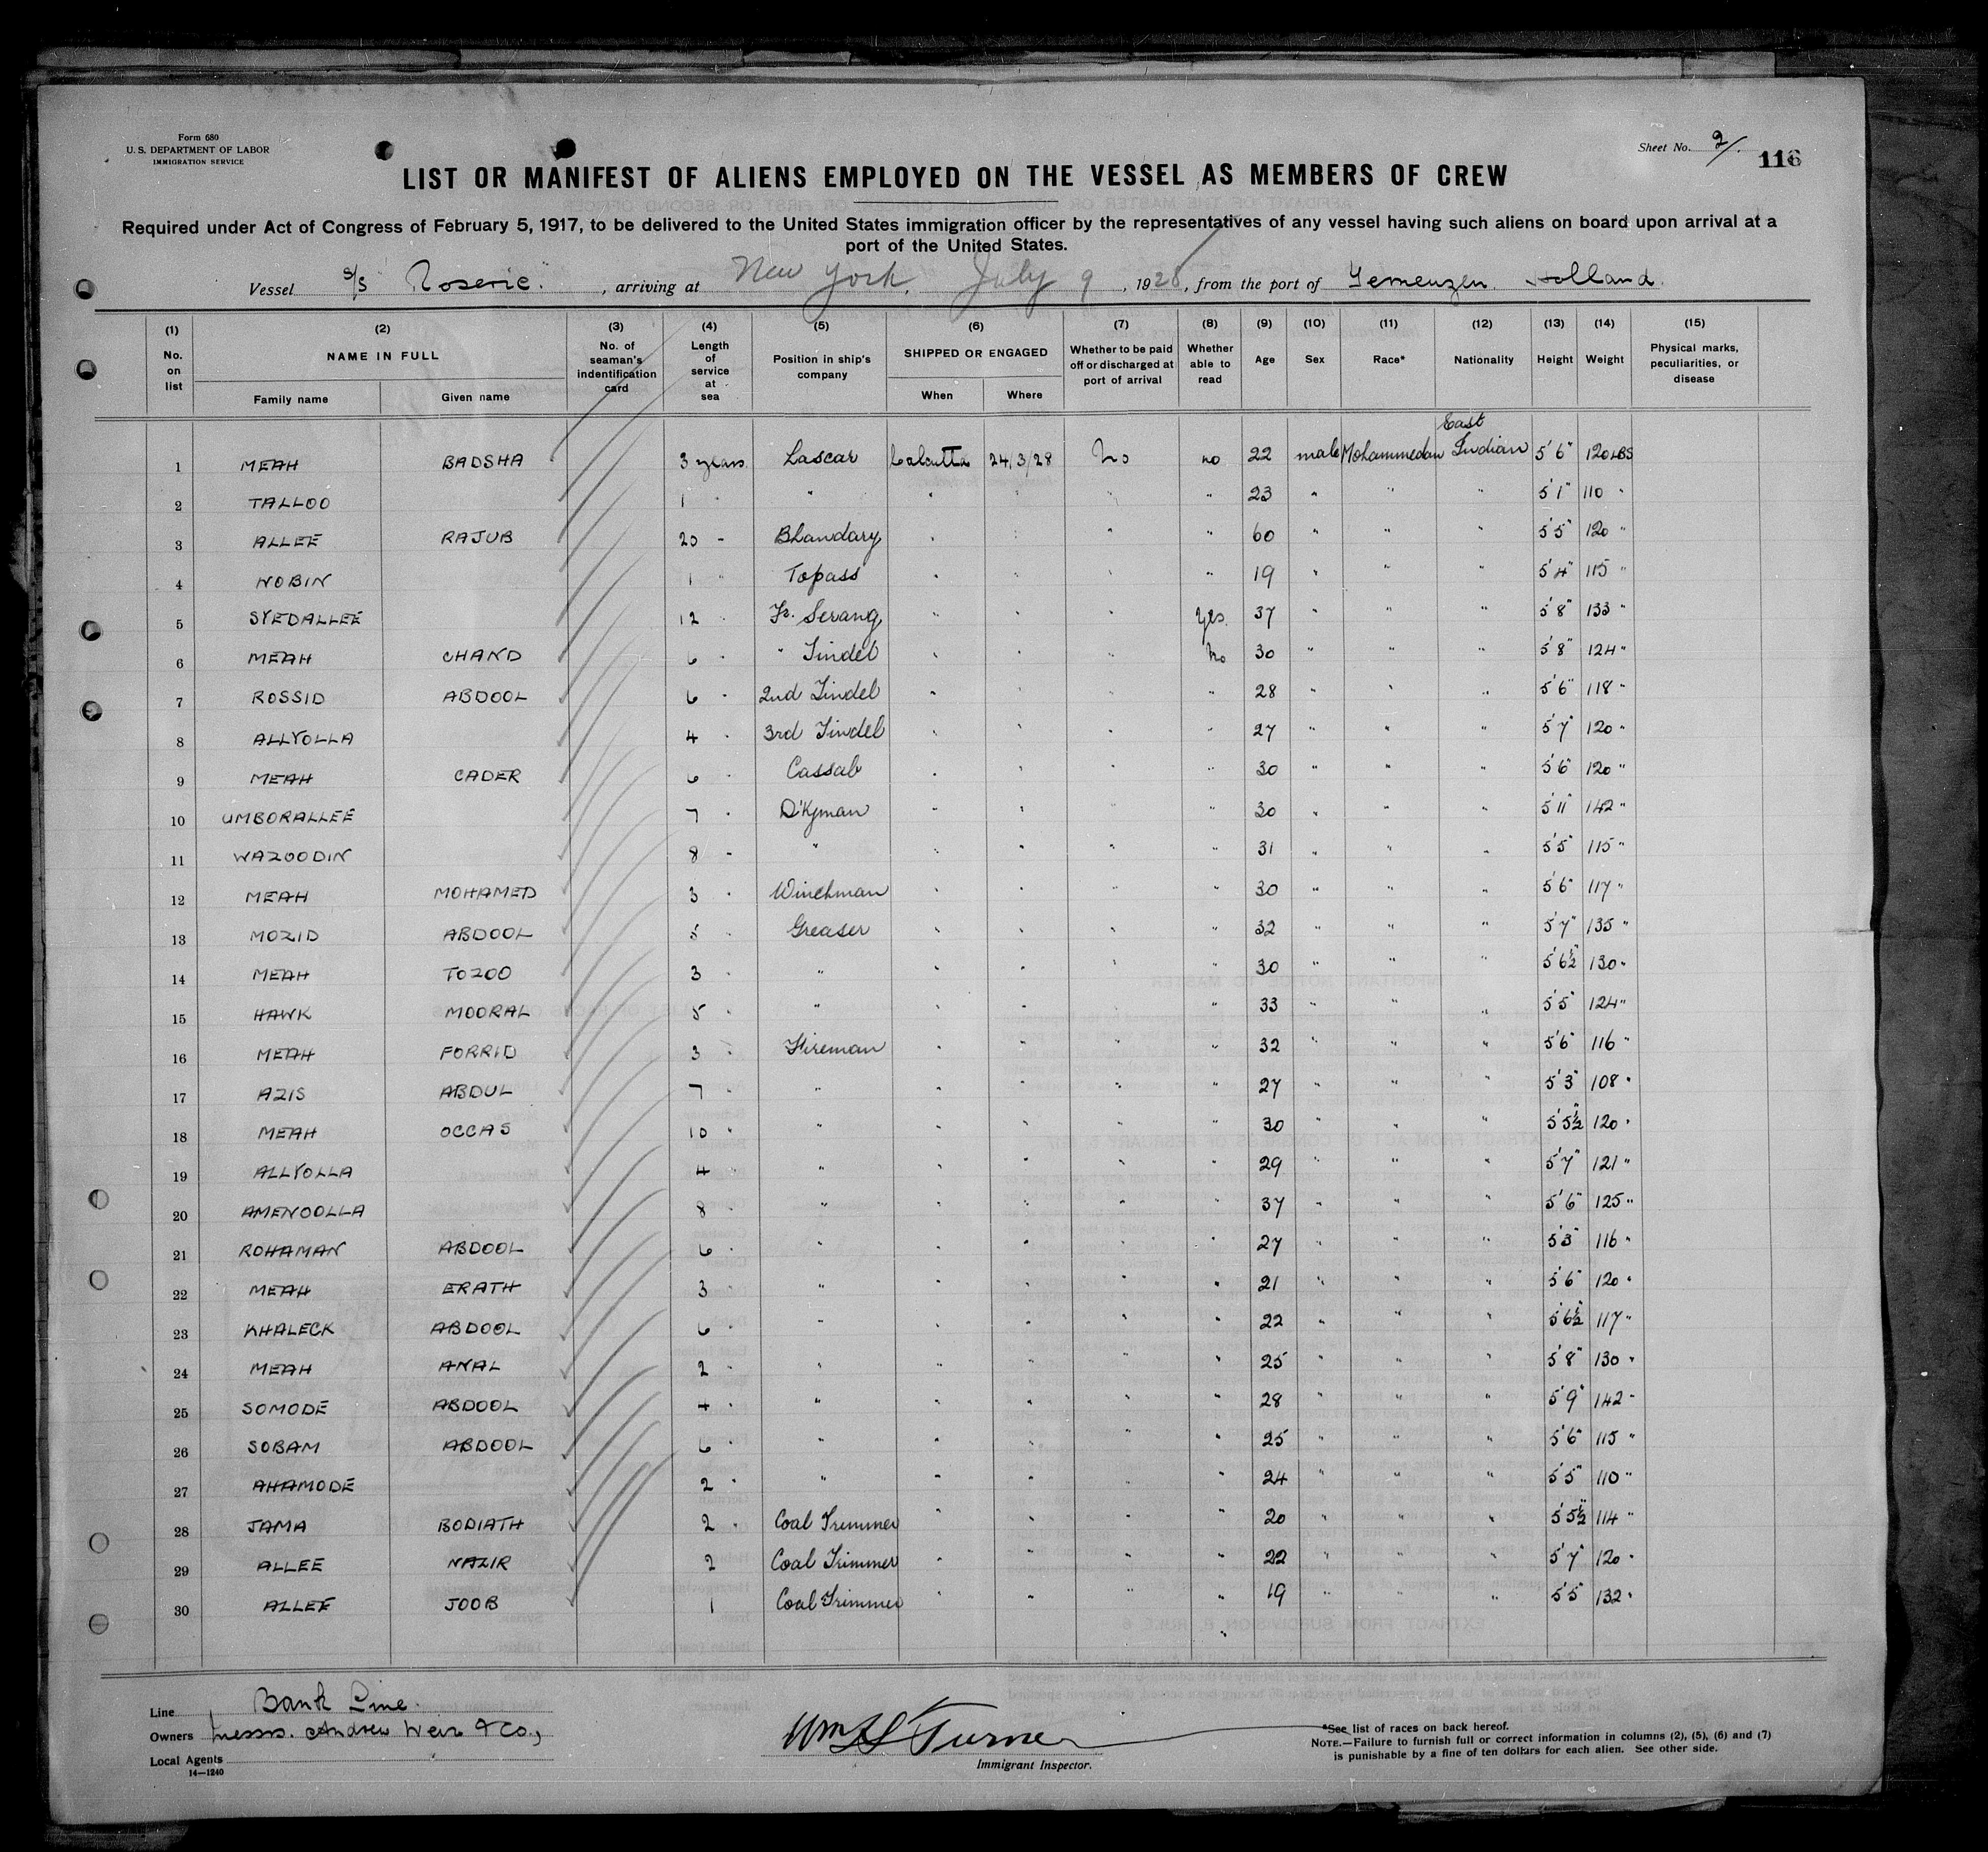 Form 680
U. S. DEPARTMENT OF LABOR
IMMIGRATION SERVICE
Sheet No. 2/.
116
LIST OR MANIFEST OF ALIENS EMPLOYED ON THE VESSEL AS MEMBERS OF CREW
Required under Act of Congress of February 5, 1917, to be delivered to the United States immigration officer by the representatives of any vessel having such aliens on board upon arrival at a
port of the United States.
Vessel S/S "Roseric." , arriving at New York, July 9 , 1928, from the port of Terneuzen. Holland.
(1) (2) (3) (4) (5) (6) (7) (8) (9) (10) (11) (12) (13) (14) (15)
No. on list NAME IN FULL Family name Given name No. of seaman's indentification card Length of service at sea Position in ship's company SHIPPED OR ENGAGED When Where Whether to be paid off or discharged at port of arrival Whether able to read Age Sex Race* Nationality Height Weight Physical marks, peculiarities, or disease
1 MEAH BADSHA 3 years Lascar Calcutta 24/3/28 No no 22 male Mohammedan East Indian 5'6" 120 LBS
2 TALLOO 1 " " " " " " 23 " " " 5'1" 110 "
3 ALLEE RAJUB 20 " Bhandary " " " " 60 " " " 5'5" 120 "
4 NOBIN 1 " Topass " " " " 19 " " " 5'4" 115 "
5 SYEDALLEE 12 " Fr. Serang " " " Yes. 37 " " " 5'8" 133 "
6 MEAH CHAND 6 " " Tindel " " " No 30 " " " 5'8" 124 "
7 ROSSID ABDOOL 6 " 2nd Tindel " " " " 28 " " " 5'6" 118 "
8 ALLYOLLA 4 " 3rd Tindel " " " " 27 " " " 5'7" 120 "
9 MEAH CADER 6 " Cassab " " " " 30 " " " 5'6" 120 "
10 UMBORALLEE 7 " D'Kyman " " " " 30 " " " 5'11" 142 "
11 WAZOODIN 8 " " " " " " 31 " " " 5'5" 115 "
12 MEAH MOHAMED 3 " Winchman " " " " 30 " " " 5'6" 117 "
13 MOZID ABDOOL 5 " Greaser " " " " 32 " " " 5'7" 135 "
14 MEAH TOZOO 3 " " " " " " 30 " " " 5'6½" 130 "
15 HAWK MOORAL 5 " " " " " " 33 " " " 5'5" 124 "
16 MEAH FORRID 3 " Fireman " " " " 32 " " " 5'6" 116 "
17 AZIS ABDUL 7 " " " " " " 27 " " " 5'3" 108 "
18 MEAH OCCAS 10 " " " " " " 30 " " " 5'5½" 120 "
19 ALLYOLLA 4 " " " " " " 29 " " " 5'7" 121 "
20 AMENOOLLA 8 " " " " " " 37 " " " 5'6" 125 "
21 ROHAMAN ABDOOL 6 " " " " " " 27 " " " 5'3" 116 "
22 MEAH ERATH 3 " " " " " " 21 " " " 5'6" 120 "
23 KHALECK ABDOOL 6 " " " " " " 22 " " " 5'6½" 117 "
24 MEAH ANAL 2 " " " " " " 25 " " " 5'8" 130 "
25 SOMODE ABDOOL 4 " " " " " " 28 " " " 5'9" 142 "
26 SOBAM ABDOOL 6 " " " " " " 25 " " " 5'6" 115 "
27 AHAMODE 2 " " " " " " 24 " " " 5'5" 110 "
28 JAMA BODIATH 2 " Coal Trimmer " " " " 20 " " " 5'5½" 114 "
29 ALLEE NAZIR 2 Coal Trimmer " " " " 22 " " " 5'7" 120 "
30 ALLEE JOOB 1 Coal Trimmer " " " " 19 " " " 5'5" 132 "
"
Line Bank Line.
Owners Messrs. Andrew Weir & Co.,
Local Agents
14—1240
Wm H Turner
Immigrant Inspector.
*See list of races on back hereof.
NOTE.—Failure to furnish full or correct information in columns (2), (5), (6) and (7)
is punishable by a fine of ten dollars for each alien. See other side.